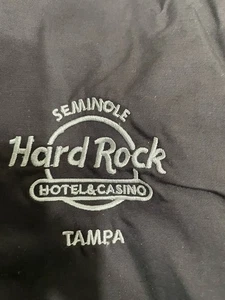 SEMINOLE
Hard Rock
HOTEL&CASINO
TAMPA